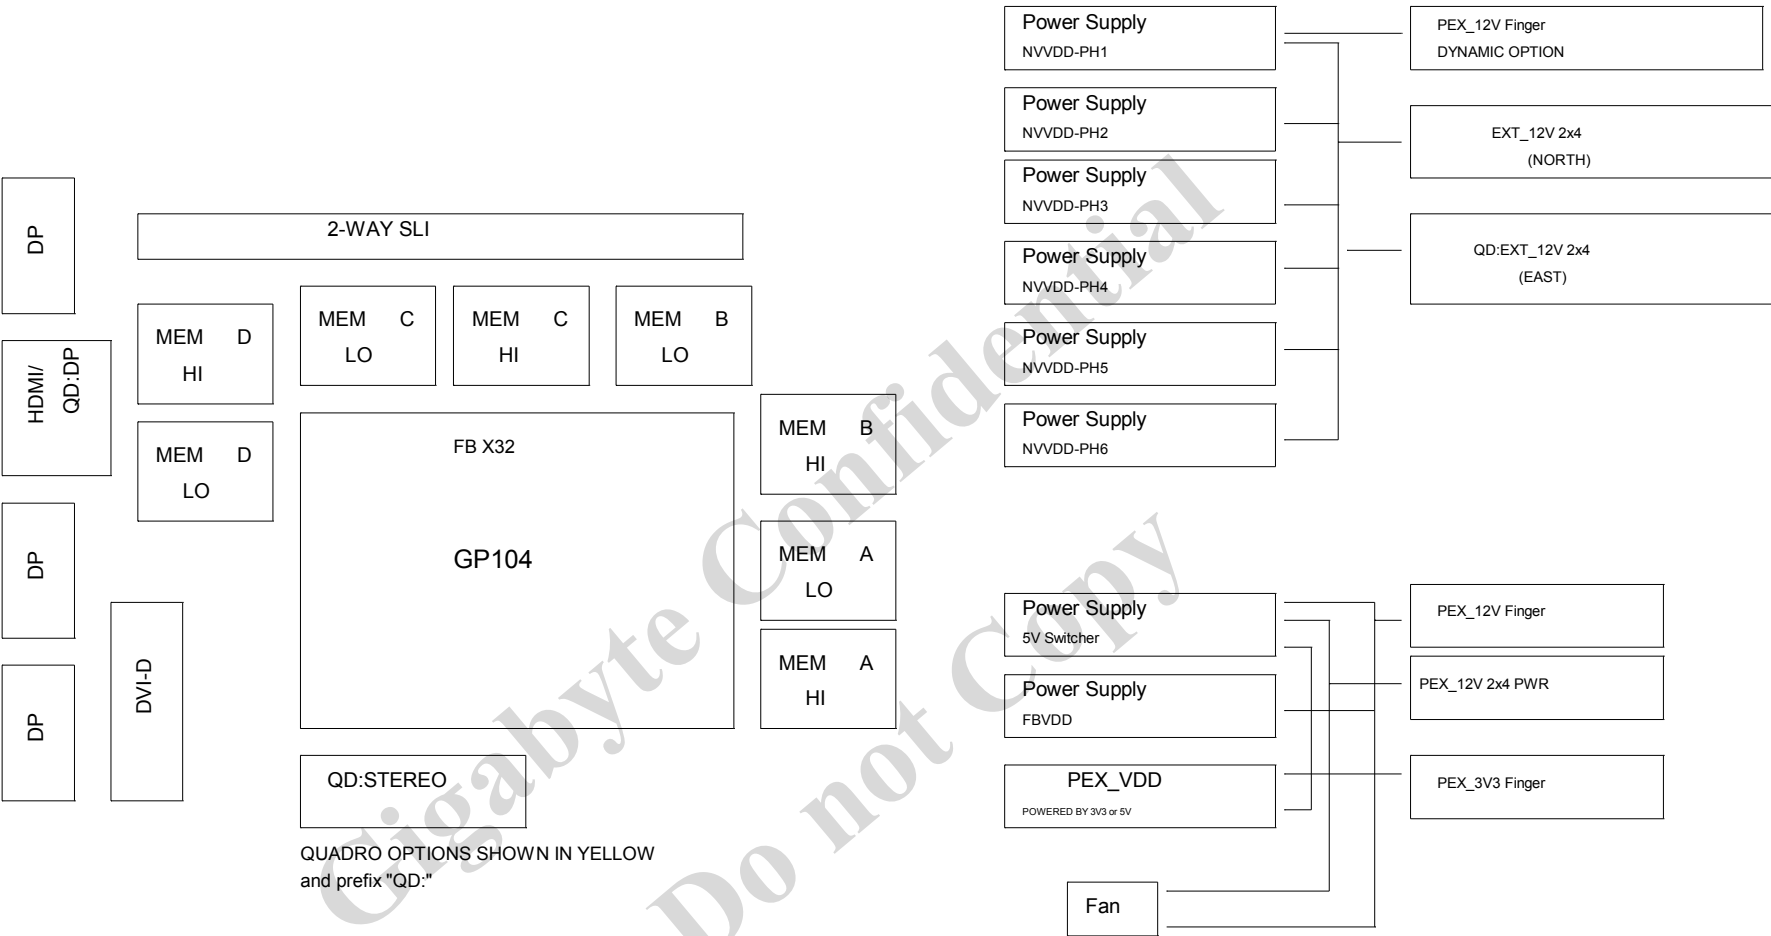 DP
HDMI/
QD:DP
DP
DP
DVI-D
2-WAY SLI
MEM D
HI
MEM D
LO
MEM C
LO
MEM C
HI
MEM B
LO
MEM B
HI
MEM A
LO
MEM A
HI
FB X32
GP104
QD:STEREO
QUADRO OPTIONS SHOWN IN YELLOW
and prefix "QD:"
Power Supply
NVVDD-PH1
Power Supply
NVVDD-PH2
Power Supply
NVVDD-PH3
Power Supply
NVVDD-PH4
Power Supply
NVVDD-PH5
Power Supply
NVVDD-PH6
PEX_12V Finger
DYNAMIC OPTION
EXT_12V 2x4
(NORTH)
QD:EXT_12V 2x4
(EAST)
Power Supply
5V Switcher
Power Supply
FBVDD
PEX_VDD
POWERED BY 3V3 or 5V
Fan
PEX_12V Finger
PEX_12V 2x4 PWR
PEX_3V3 Finger
Gigabyte Confidential
Do not Copy